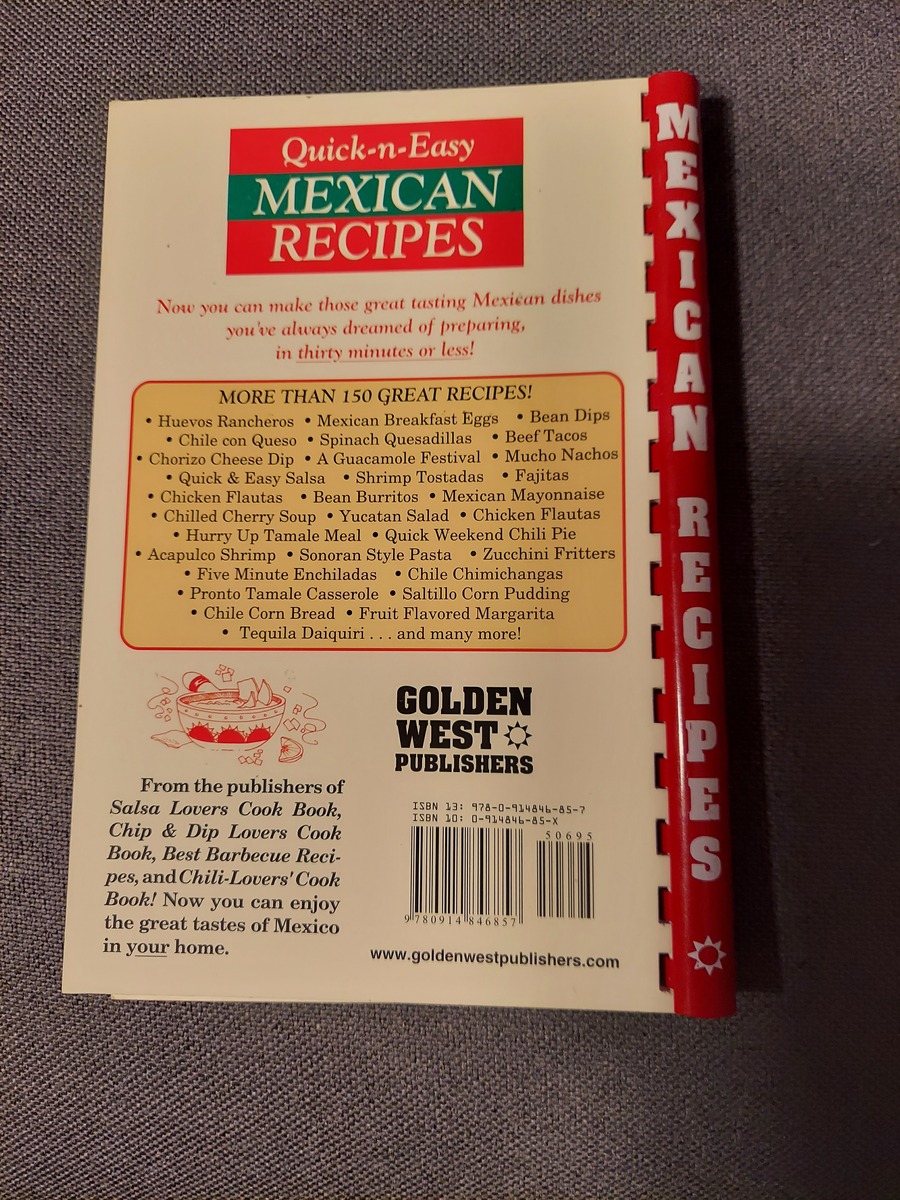 Quick-n-Easy
MEXICAN
RECIPES
Now you can make those great tasting Mexican dishes
you've always dreamed of preparing,
in thirty minutes or less!
MORE THAN 150 GREAT RECIPES!
• Huevos Rancheros • Mexican Breakfast Eggs • Bean Dips
• Chile con Queso • Spinach Quesadillas • Beef Tacos
• Chorizo Cheese Dip • A Guacamole Festival • Mucho Nachos
• Quick & Easy Salsa • Shrimp Tostadas • Fajitas
• Chicken Flautas • Bean Burritos • Mexican Mayonnaise
• Chilled Cherry Soup • Yucatan Salad • Chicken Flautas
• Hurry Up Tamale Meal • Quick Weekend Chili Pie
• Acapulco Shrimp • Sonoran Style Pasta • Zucchini Fritters
• Five Minute Enchiladas • Chile Chimichangas
• Pronto Tamale Casserole • Saltillo Corn Pudding
• Chile Corn Bread • Fruit Flavored Margarita
• Tequila Daiquiri . . . and many more!
From the publishers of
Salsa Lovers Cook Book,
Chip & Dip Lovers Cook
Book, Best Barbecue Reci-
pes, and Chili-Lovers' Cook
Book! Now you can enjoy
the great tastes of Mexico
in your home.
GOLDEN
WEST
PUBLISHERS
ISBN 13: 978-0-914846-85-7
ISBN 10: 0-914846-85-X
50695
9 780914 846857
www.goldenwestpublishers.com
MEXICAN RECIPES